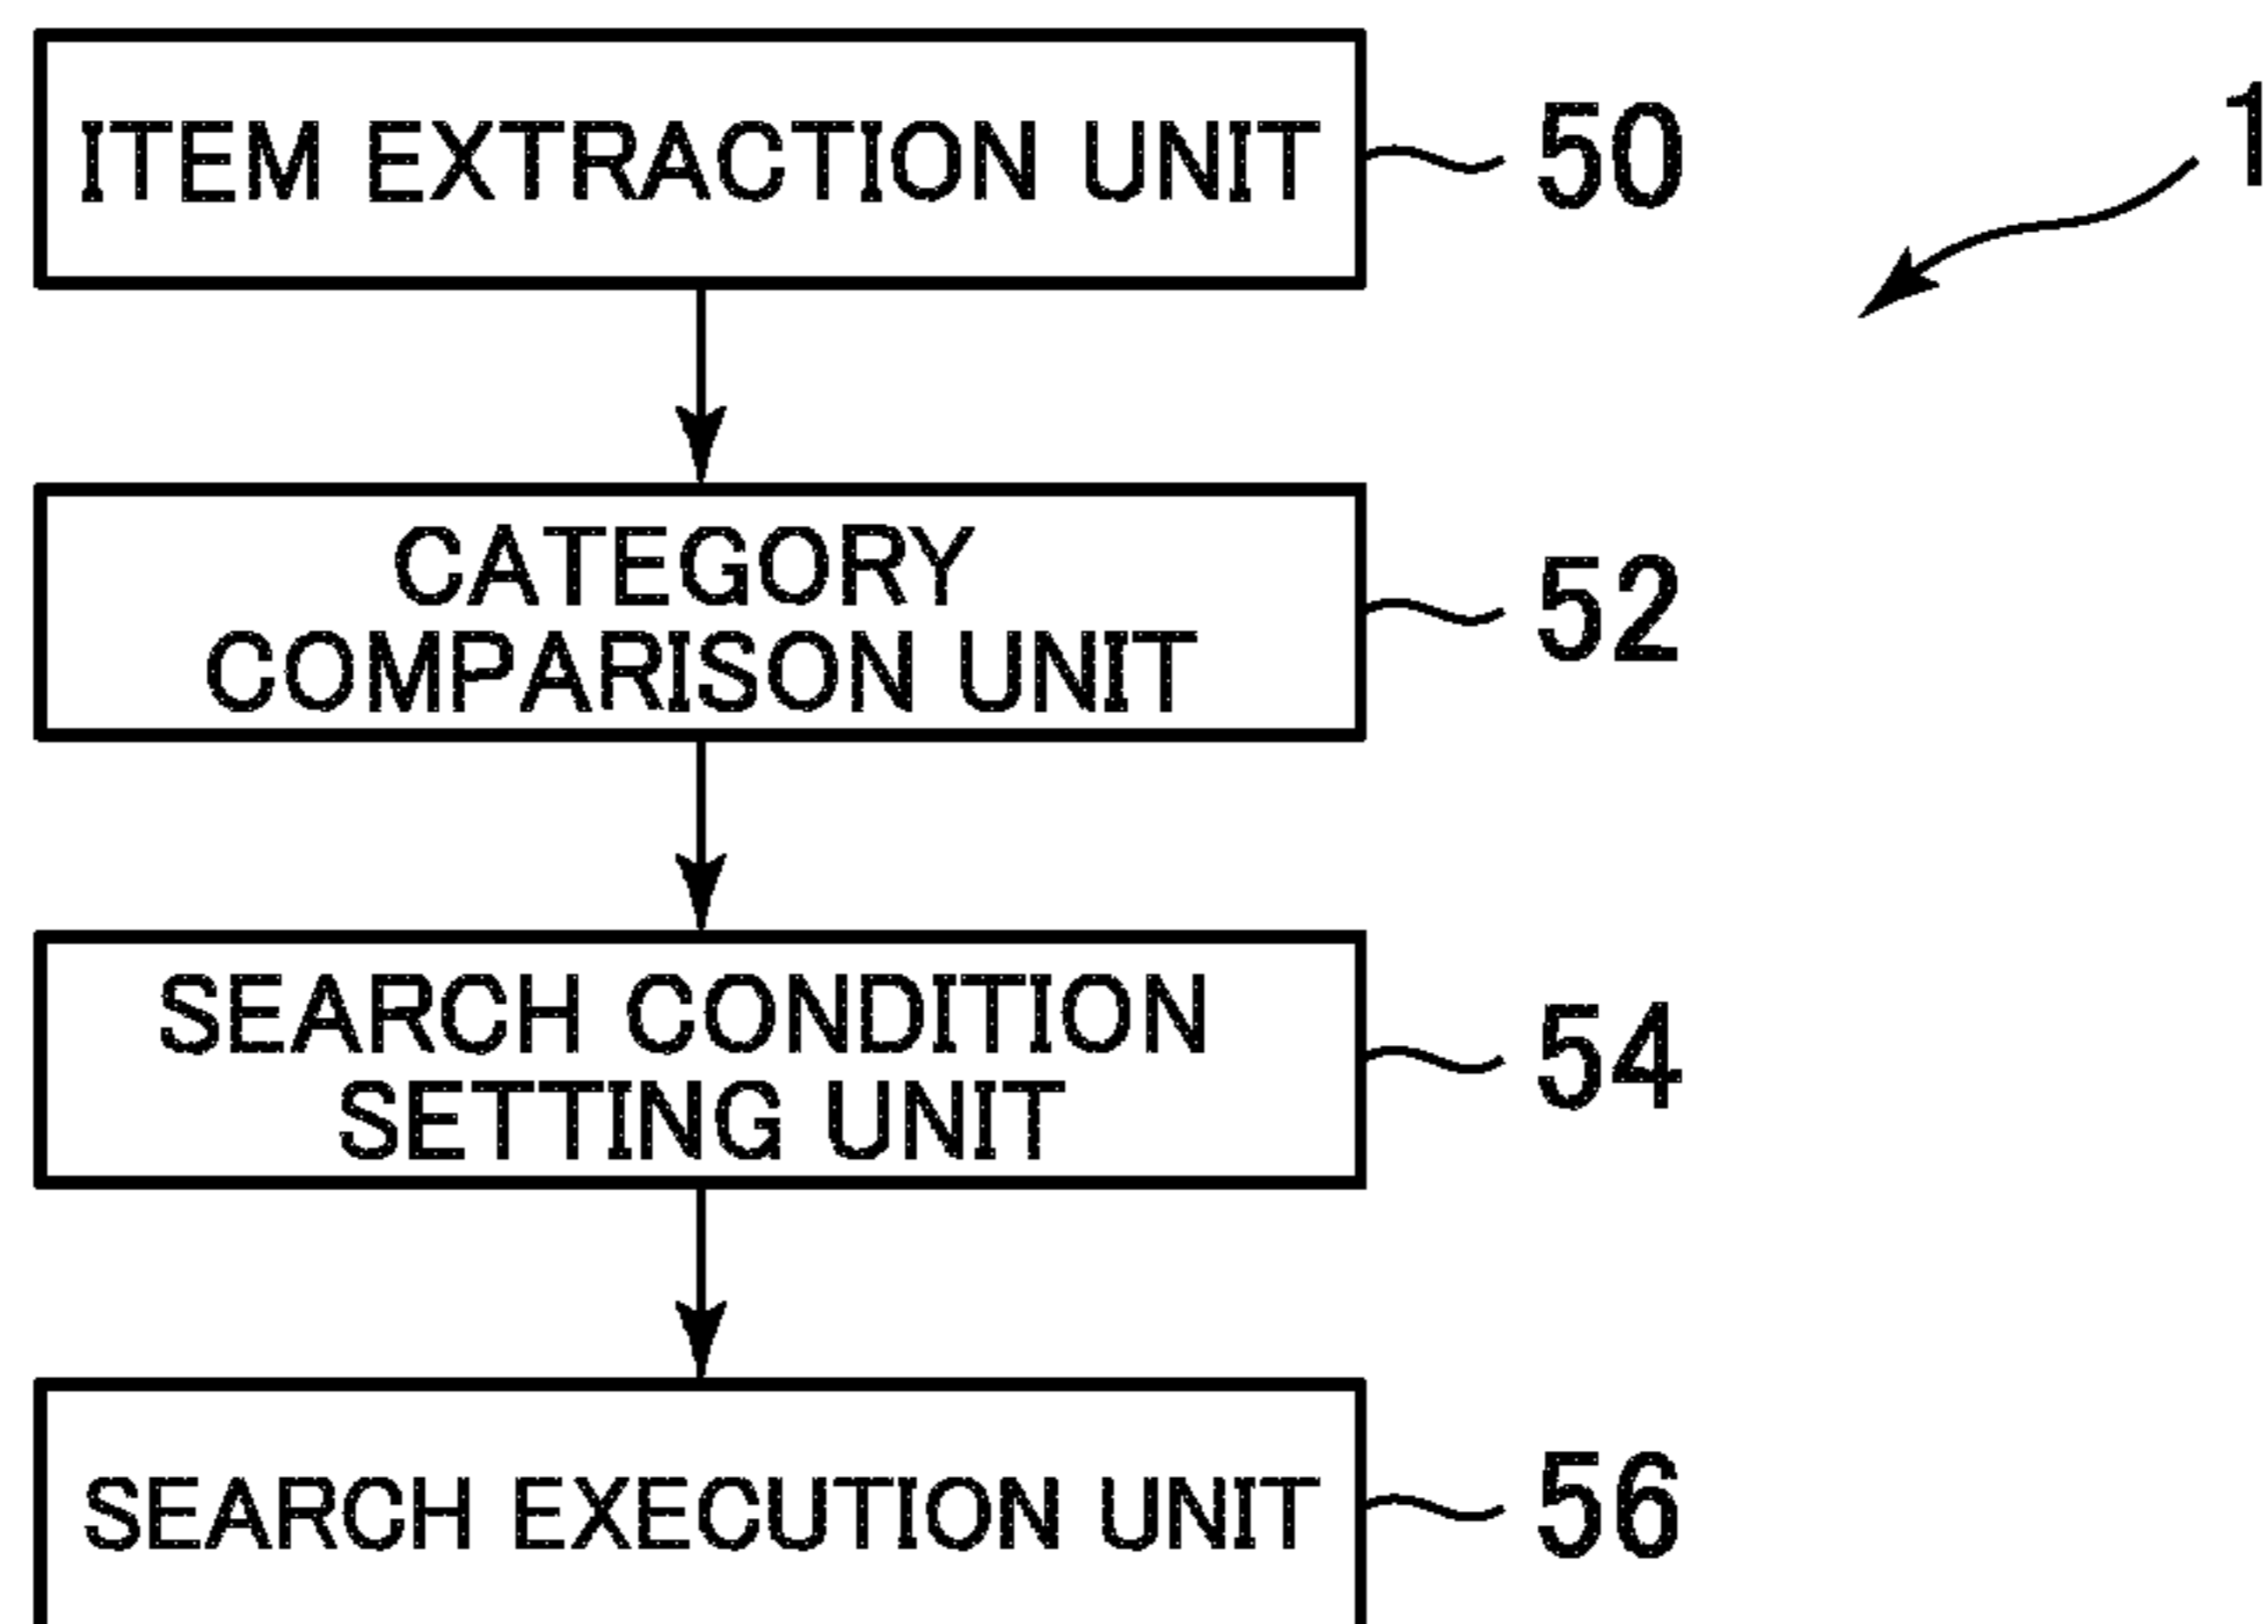 ITEM EXTRACTION UNIT
50
1
CATEGORY
COMPARISON UNIT
52
SEARCH CONDITION
SETTING UNIT
54
SEARCH EXECUTION UNIT
56